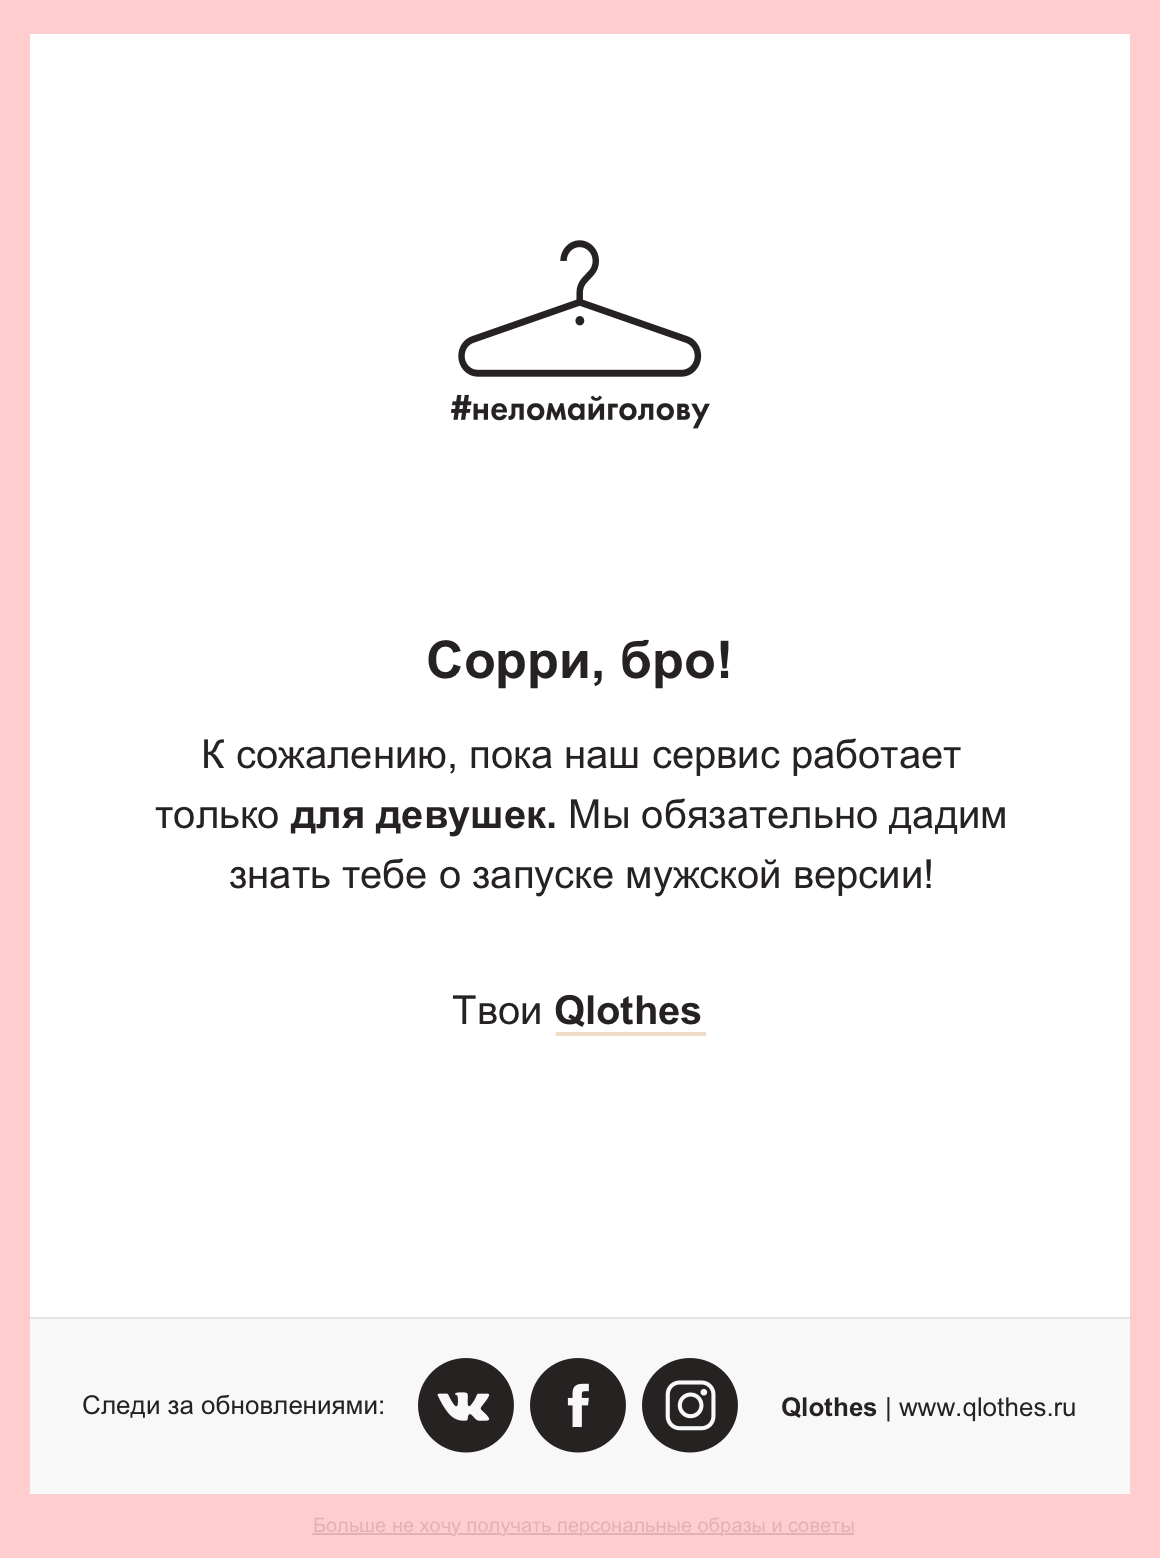 #неломайголову
Сорри, бро!
К сожалению, пока наш сервис работает
только для девушек. Мы обязательно дадим
знать тебе о запуске мужской версии!
Твои Qlothes
Следи за обновлениями:
Qlothes | www.qlothes.ru
Больше не хочу получать персональные образы и советы